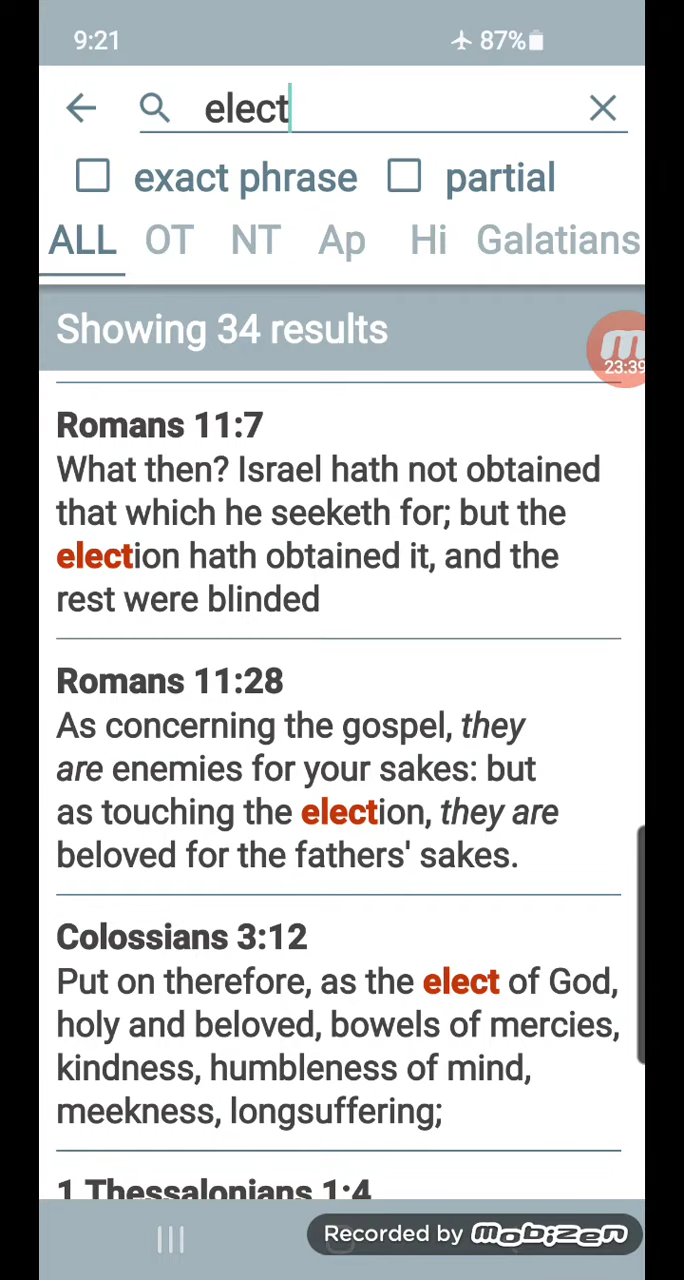 9:21
87%
elect
exact phrase partial
ALL OT NT Ap Hi Galatians
Showing 34 results
23:39
Romans 11:7
What then? Israel hath not obtained
that which he seeketh for; but the
election hath obtained it, and the
rest were blinded
Romans 11:28
As concerning the gospel, they
are enemies for your sakes: but
as touching the election, they are
beloved for the fathers' sakes.
Colossians 3:12
Put on therefore, as the elect of God,
holy and beloved, bowels of mercies,
kindness, humbleness of mind,
meekness, longsuffering;
1 Thessalonians 1:4
Recorded by mobizen